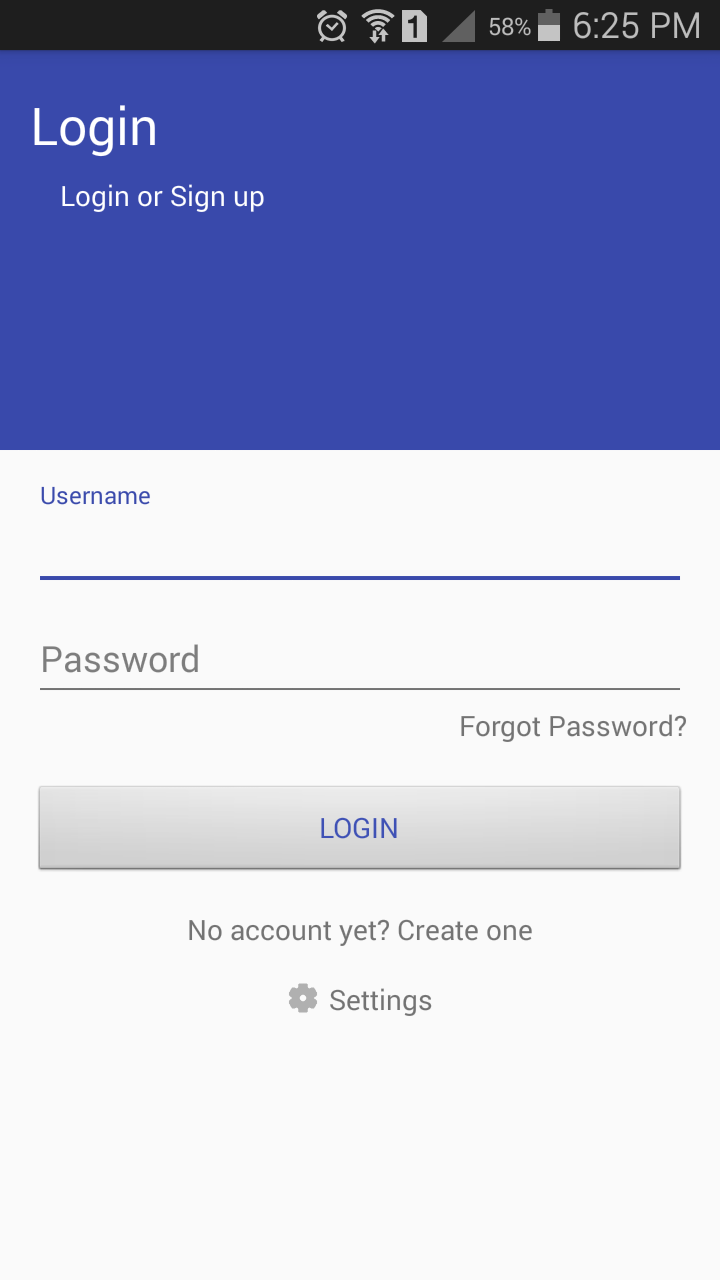 1 58% 6:25 PM
Login
Login or Sign up
Username
Password
Forgot Password?
LOGIN
No account yet? Create one
Settings